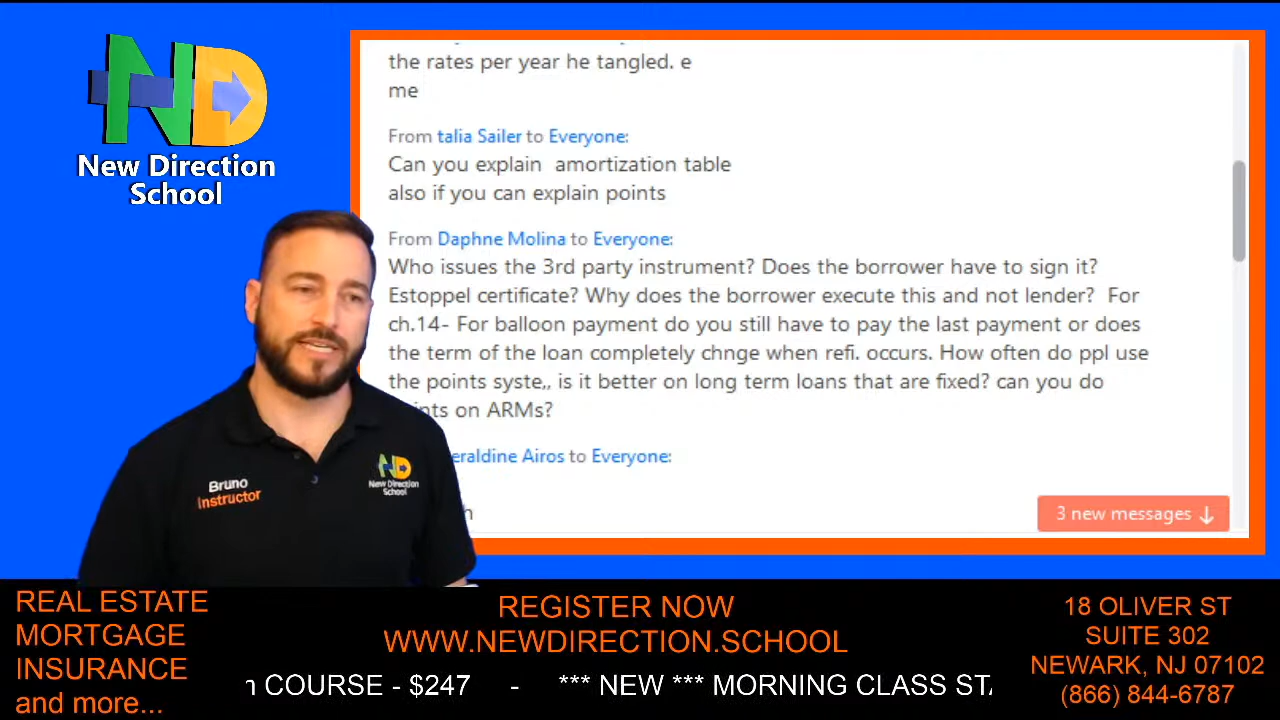 ND
New Direction
School
the rates per year he tangled. e
me
From talia Sailer to Everyone:
Can you explain amortization table
also if you can explain points
From Daphne Molina to Everyone:
Who issues the 3rd party instrument? Does the borrower have to sign it?
Estoppel certificate? Why does the borrower execute this and not lender? For
ch.14- For balloon payment do you still have to pay the last payment or does
the term of the loan completely chnge when refi. occurs. How often do ppl use
the points syste,, is it better on long term loans that are fixed? can you do
nts on ARMs?
eraldine Airos to Everyone:
h
3 new messages
Bruno
Instructor
ND
New Direction
School
REAL ESTATE
MORTGAGE
INSURANCE
and more...
REGISTER NOW
WWW.NEWDIRECTION.SCHOOL
COURSE - $247 - *** NEW *** MORNING CLASS
18 OLIVER ST
SUITE 302
NEWARK, NJ 07102
(866) 844-6787